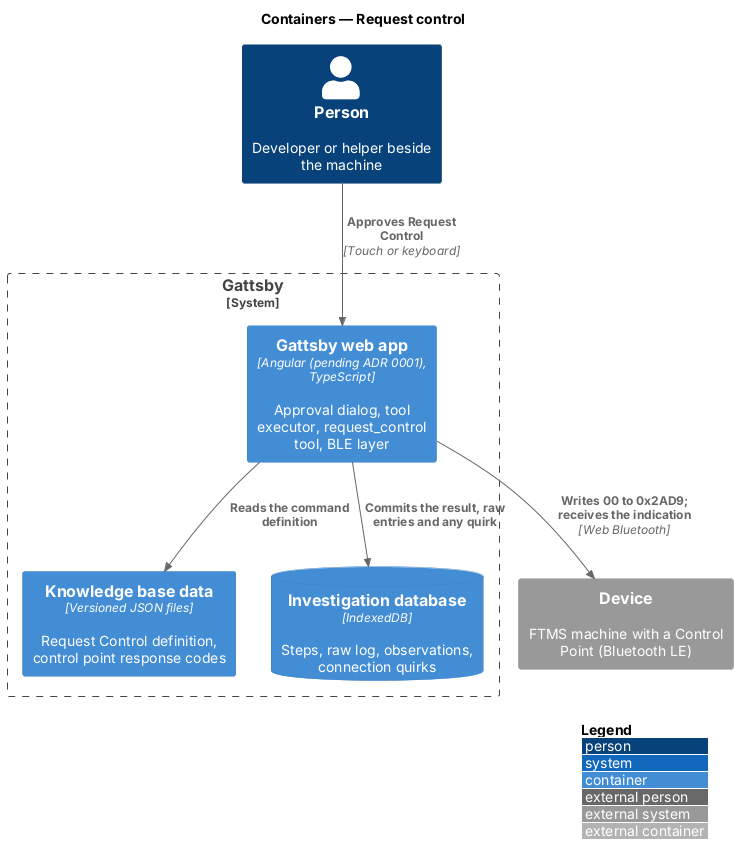 Containers — Request control
Person
Developer or helper beside
the machine
Approves Request
Control
[Touch or keyboard]
Gattsby
[System]
Gattsby web app
[Angular (pending ADR 0001),
TypeScript]
Approval dialog, tool
executor, request_control
tool, BLE layer
Reads the command
definition
Commits the result, raw
entries and any quirk
Writes 00 to 0x2AD9;
receives the indication
[Web Bluetooth]
Knowledge base data
[Versioned JSON files]
Request Control definition,
control point response codes
Investigation database
[IndexedDB]
Steps, raw log, observations,
connection quirks
Device
FTMS machine with a Control
Point (Bluetooth LE)
Legend
person
system
container
external person
external system
external container